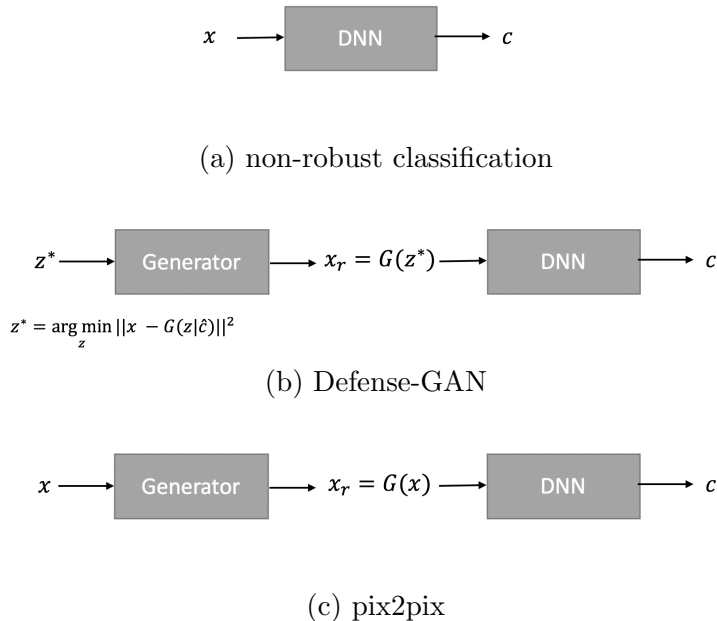 x DNN c
(a) non-robust classification
z* Generator x_r = G(z*) DNN c
z* = arg min_z ||x − G(z|ĉ)||²
(b) Defense-GAN
x Generator x_r = G(x) DNN c
(c) pix2pix